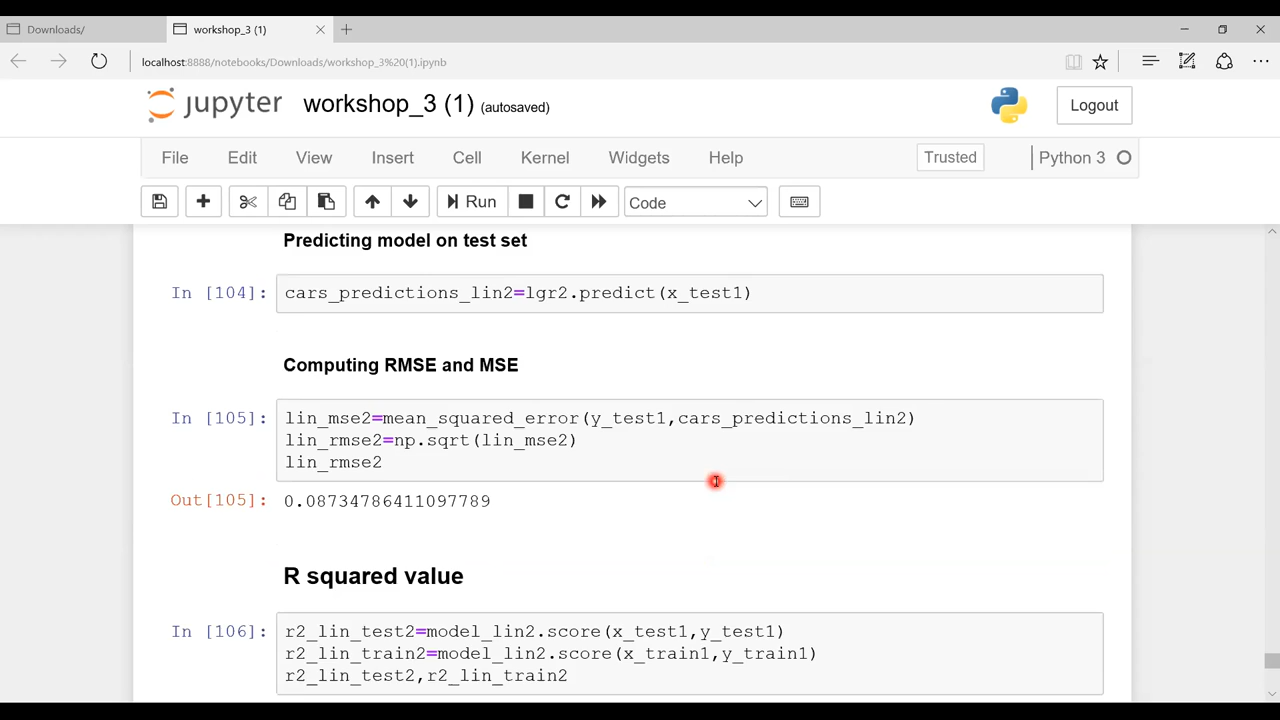 Downloads/
workshop_3 (1)
localhost:8888/notebooks/Downloads/workshop_3%20(1).ipynb
jupyter
workshop_3 (1) (autosaved)
Logout
File Edit View Insert Cell Kernel Widgets Help
Trusted
Python 3
Run
Code
Predicting model on test set
In [104]: cars_predictions_lin2=lgr2.predict(x_test1)
Computing RMSE and MSE
In [105]: lin_mse2=mean_squared_error(y_test1,cars_predictions_lin2)
lin_rmse2=np.sqrt(lin_mse2)
lin_rmse2
Out[105]: 0.08734786411097789
R squared value
In [106]: r2_lin_test2=model_lin2.score(x_test1,y_test1)
r2_lin_train2=model_lin2.score(x_train1,y_train1)
r2_lin_test2,r2_lin_train2